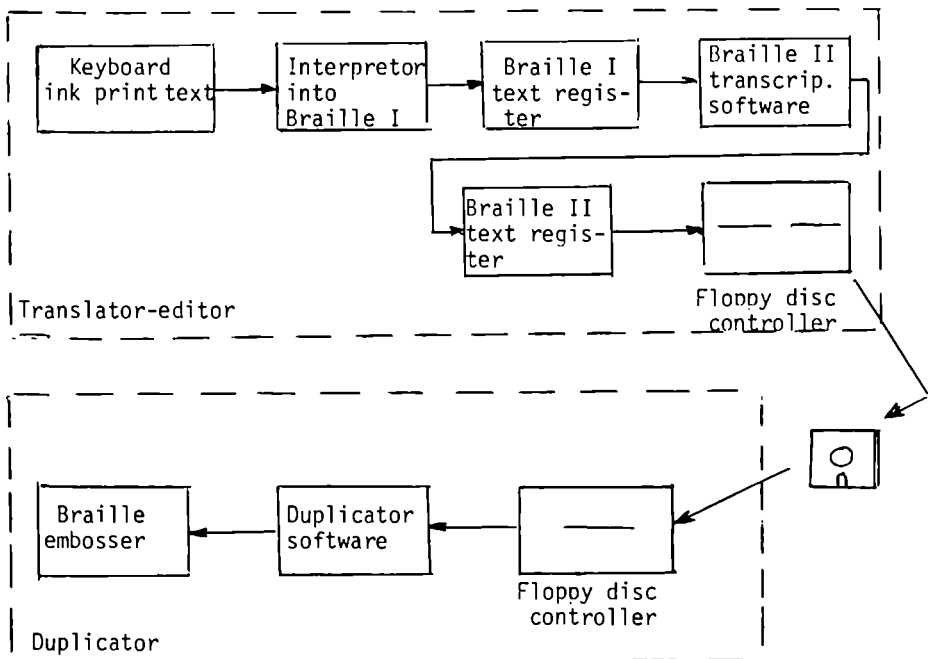 Keyboard
ink print text
Interpretor
into
Braille I
Braille I
text regis-
ter
Braille II
transcrip.
software
Braille II
text regis-
ter
Floppy disc
controller
Translator-editor
Braille
embosser
Duplicator
software
Floppy disc
controller
Duplicator